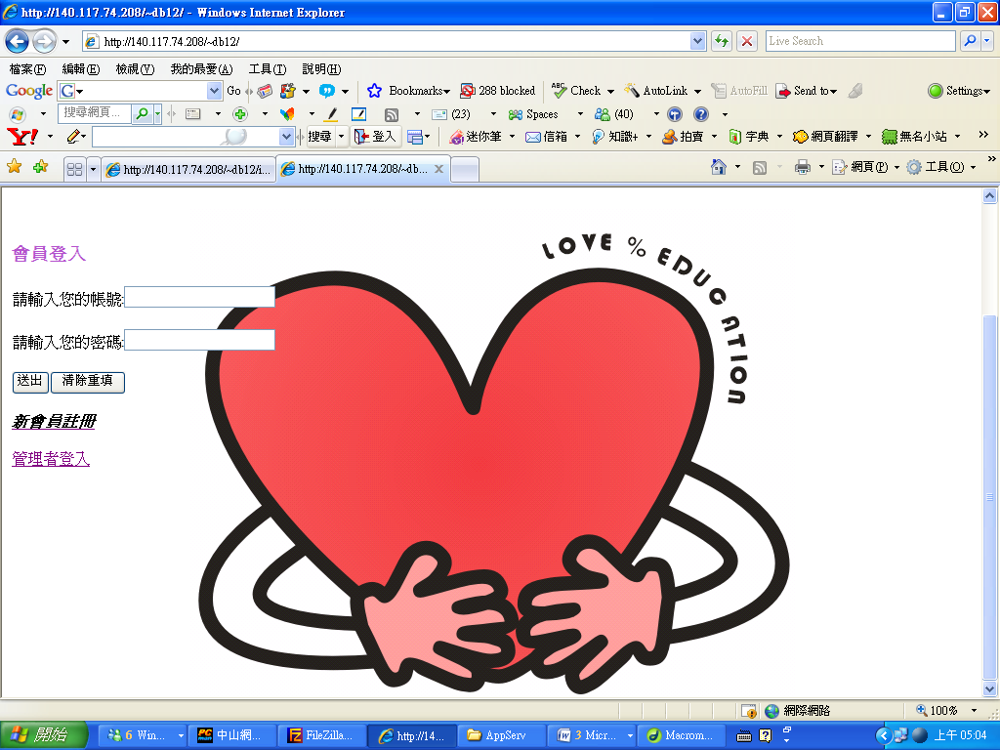 http://140.117.74.208/~db12/ - Windows Internet Explorer
http://140.117.74.208/~db12/
Live Search
檔案(F) 編輯(E) 檢視(V) 我的最愛(A) 工具(T) 說明(H)
Google G Go Bookmarks 288 blocked ABC Check AutoLink AutoFill Send to Settings
搜尋網頁... (23) Spaces (40)
Y! 搜尋 登入 迷你筆 信箱 知識+ 拍賣 字典 網頁翻譯 無名小站
http://140.117.74.208/~db12/i... http://140.117.74.208/~db... 網頁(P) 工具(O)
LOVE % EDUCATION
會員登入
請輸入您的帳號:
請輸入您的密碼:
送出 清除重填
新會員註冊
管理者登入
網際網路 100%
開始 6 Win... 中山網... FileZilla... http://14... AppServ 3 Micr... Macrom... 上午 05:04